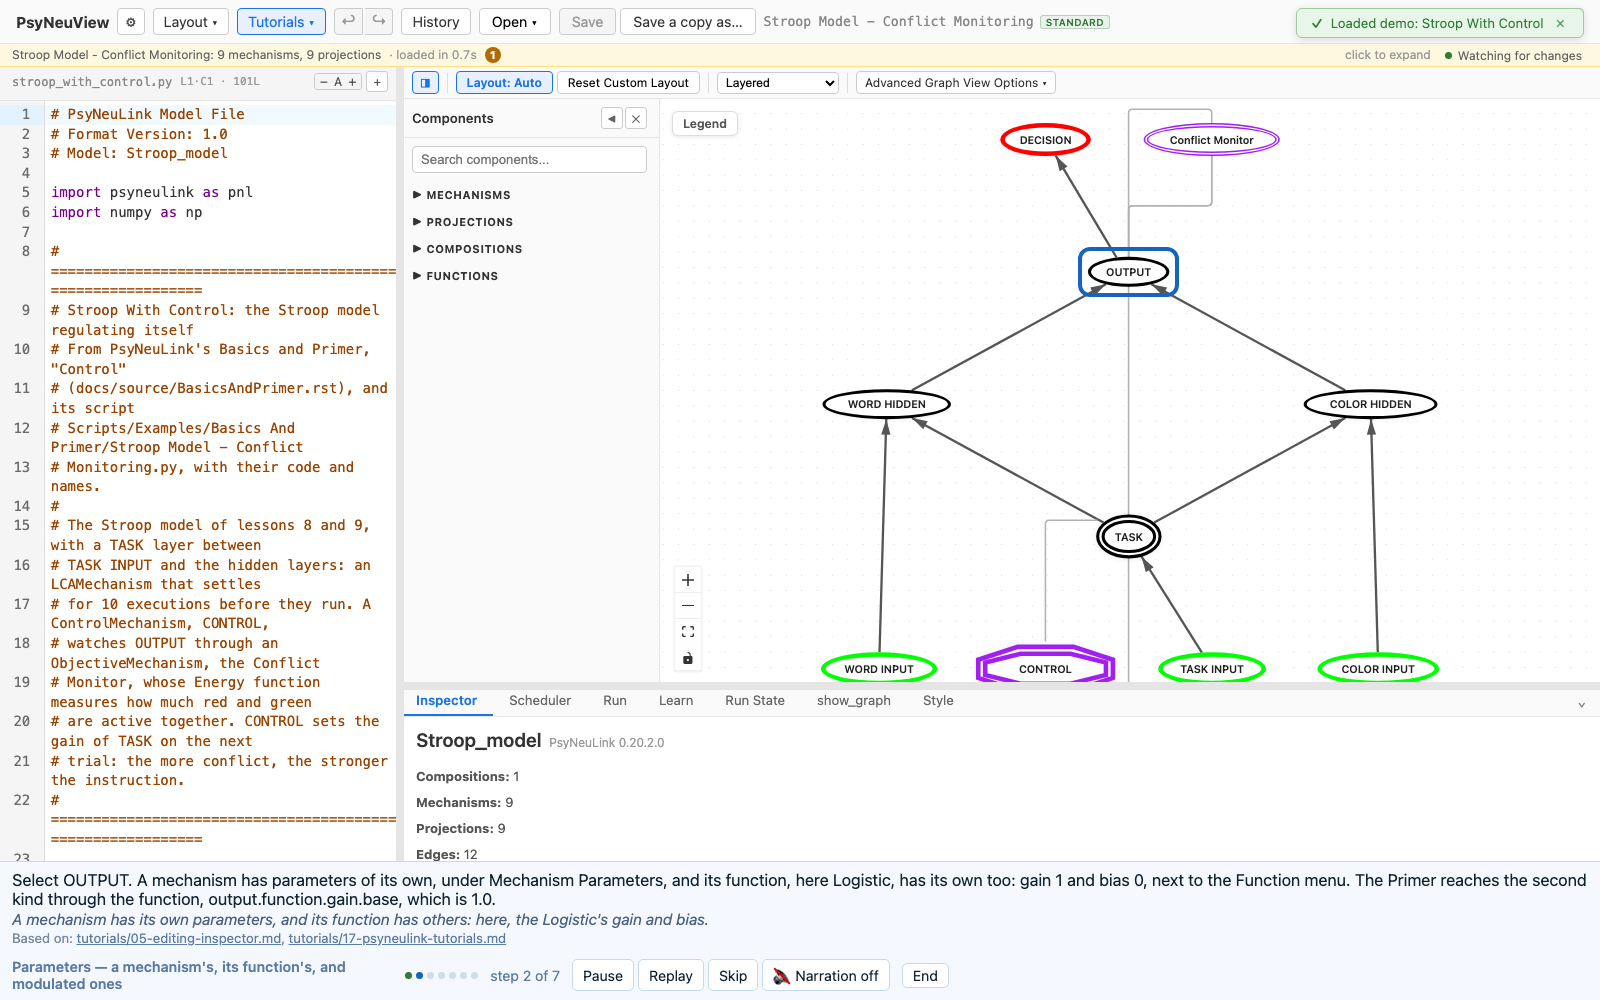 PsyNeuView
Layout ▾
Tutorials ▾
History
Open ▾
Save
Save a copy as...
Stroop Model – Conflict Monitoring
STANDARD
✓ Loaded demo: Stroop With Control ×
Stroop Model - Conflict Monitoring: 9 mechanisms, 9 projections · loaded in 0.7s 1
click to expand
Watching for changes
stroop_with_control.py L1:C1 · 101L
− A +
+
1 # PsyNeuLink Model File
2 # Format Version: 1.0
3 # Model: Stroop_model
4
5 import psyneulink as pnl
6 import numpy as np
7
8 #
==========================================
==================
9 # Stroop With Control: the Stroop model
regulating itself
10 # From PsyNeuLink's Basics and Primer,
"Control"
11 # (docs/source/BasicsAndPrimer.rst), and
its script
12 # Scripts/Examples/Basics And
Primer/Stroop Model – Conflict
13 # Monitoring.py, with their code and
names.
14 #
15 # The Stroop model of lessons 8 and 9,
with a TASK layer between
16 # TASK INPUT and the hidden layers: an
LCAMechanism that settles
17 # for 10 executions before they run. A
ControlMechanism, CONTROL,
18 # watches OUTPUT through an
ObjectiveMechanism, the Conflict
19 # Monitor, whose Energy function
measures how much red and green
20 # are active together. CONTROL sets the
gain of TASK on the next
21 # trial: the more conflict, the stronger
the instruction.
22 #
==========================================
==================
23
Layout: Auto
Reset Custom Layout
Layered
Advanced Graph View Options ▾
Components
Search components...
MECHANISMS
PROJECTIONS
COMPOSITIONS
FUNCTIONS
Legend
DECISION
Conflict Monitor
OUTPUT
WORD HIDDEN
COLOR HIDDEN
TASK
WORD INPUT
CONTROL
TASK INPUT
COLOR INPUT
Inspector
Scheduler
Run
Learn
Run State
show_graph
Style
Stroop_model PsyNeuLink 0.20.2.0
Compositions: 1
Mechanisms: 9
Projections: 9
Edges: 12
Select OUTPUT. A mechanism has parameters of its own, under Mechanism Parameters, and its function, here Logistic, has its own too: gain 1 and bias 0, next to the Function menu. The Primer reaches the second
kind through the function, output.function.gain.base, which is 1.0.
A mechanism has its own parameters, and its function has others: here, the Logistic's gain and bias.
Based on: tutorials/05-editing-inspector.md, tutorials/17-psyneulink-tutorials.md
Parameters — a mechanism's, its function's, and
modulated ones
step 2 of 7
Pause
Replay
Skip
Narration off
End